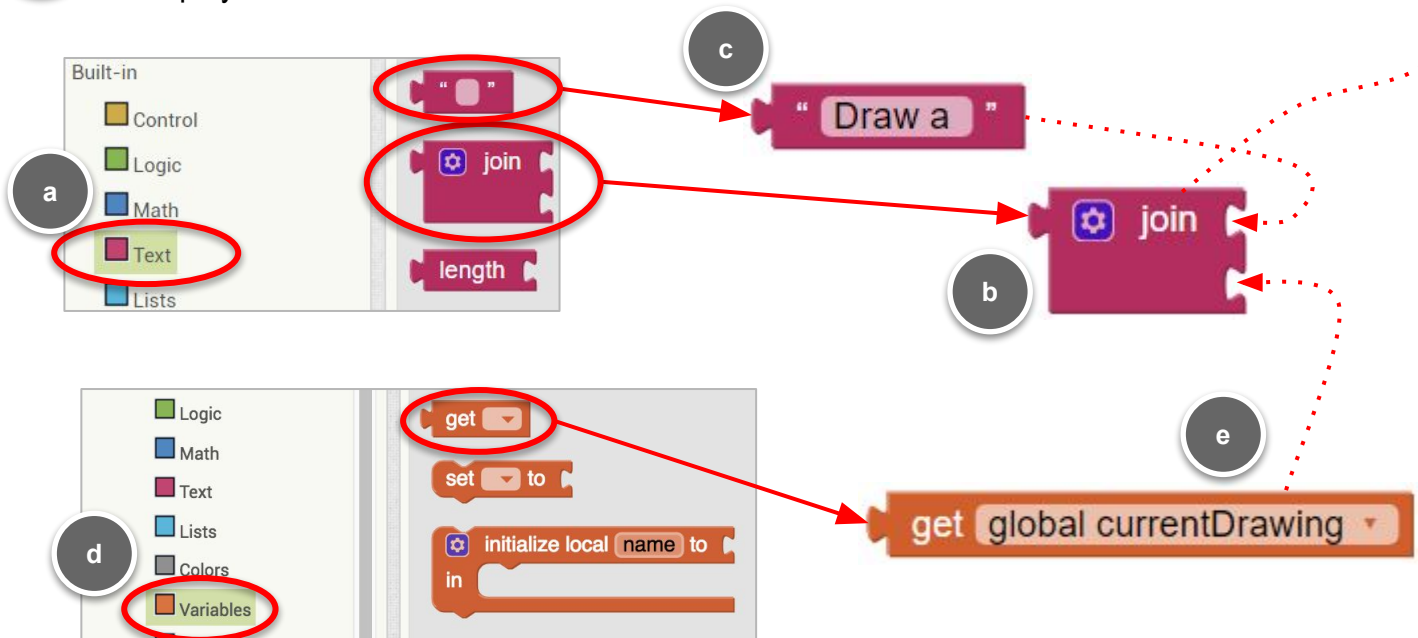 Built-in
Control
Logic
Math
Text
Lists
a
" "
join
length
c
" Draw a "
join
b
Logic
Math
Text
Lists
Colors
Variables
d
get
set to
initialize local name to
in
e
get global currentDrawing